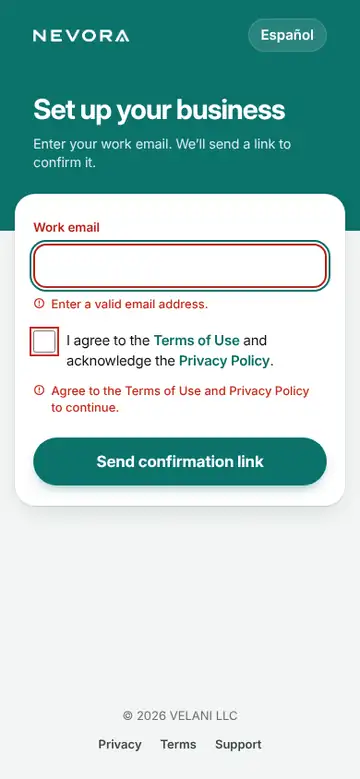 NEVORA
Español
Set up your business
Enter your work email. We’ll send a link to
confirm it.
Work email
Enter a valid email address.
I agree to the Terms of Use and
acknowledge the Privacy Policy.
Agree to the Terms of Use and Privacy Policy
to continue.
Send confirmation link
© 2026 VELANI LLC
Privacy Terms Support